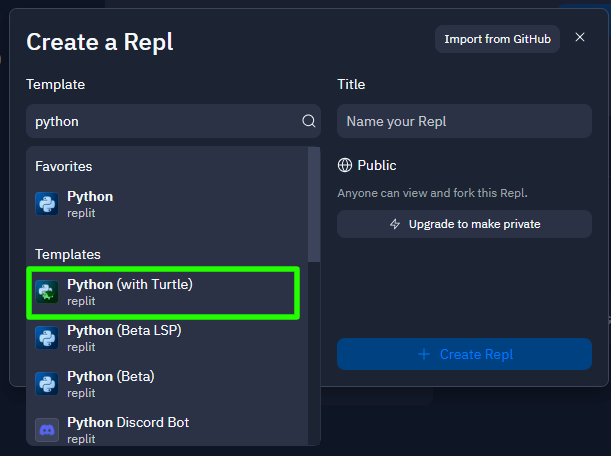 Create a Repl
Import from GitHub
Template
python
Favorites
Python
replit
Templates
Python (with Turtle)
replit
Python (Beta LSP)
replit
Python (Beta)
replit
Python Discord Bot
replit
Title
Name your Repl
Public
Anyone can view and fork this Repl.
Upgrade to make private
Create Repl